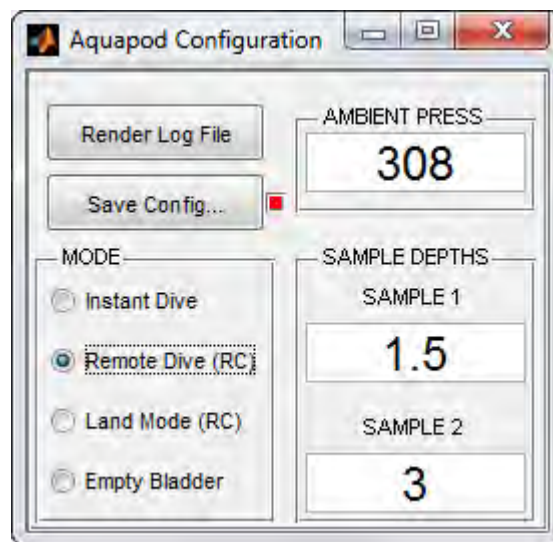 Aquapod Configuration
Render Log File
Save Config...
AMBIENT PRESS
308
MODE
Instant Dive
Remote Dive (RC)
Land Mode (RC)
Empty Bladder
SAMPLE DEPTHS
SAMPLE 1
1.5
SAMPLE 2
3